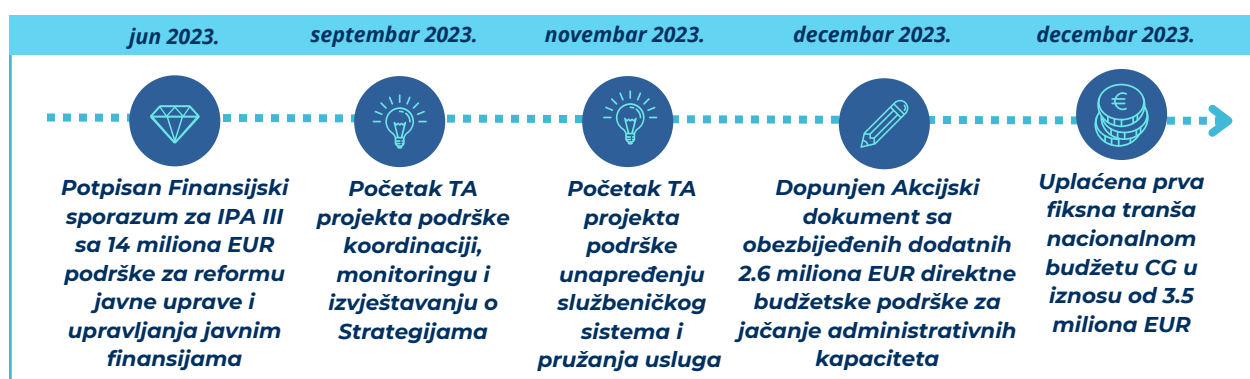 jun 2023.
septembar 2023.
novembar 2023.
decembar 2023.
decembar 2023.
Potpisan Finansijski
sporazum za IPA III
sa 14 miliona EUR
podrške za reformu
javne uprave i
upravljanja javnim
finansijama
Početak TA
projekta podrške
koordinaciji,
monitoringu i
izvještavanju o
Strategijama
Početak TA
projekta
podrške
unapređenju
službeničkog
sistema i
pružanja usluga
Dopunjen Akcijski
dokument sa
obezbijeđenih dodatnih
2.6 miliona EUR direktne
budžetske podrške za
jačanje administrativnih
kapaciteta
Uplaćena prva
fiksna tranša
nacionalnom
budžetu CG u
iznosu od 3.5
miliona EUR